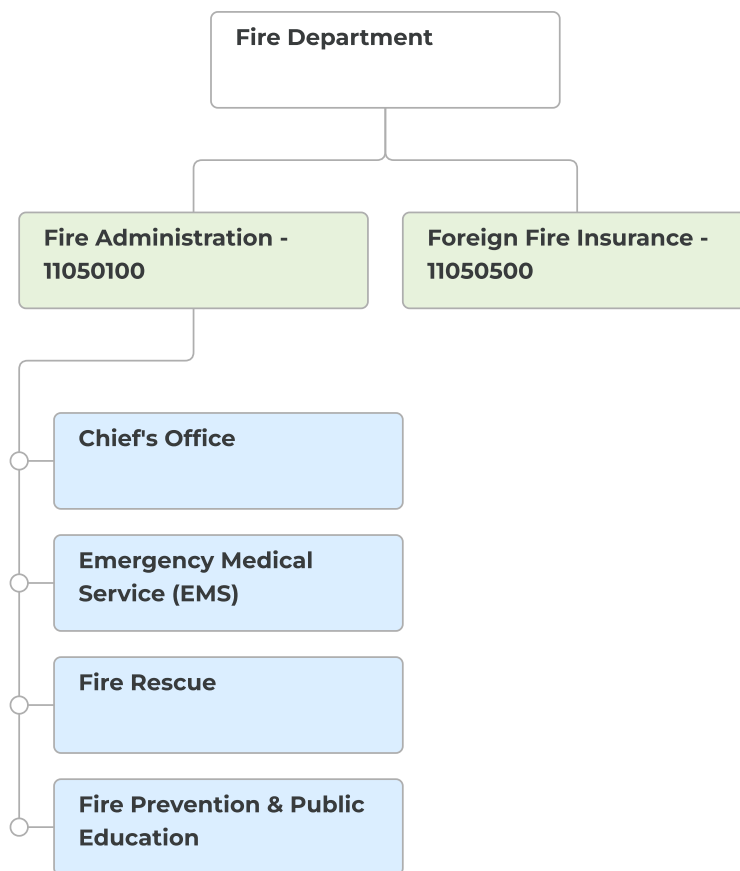 Fire Department
Fire Administration -
11050100
Foreign Fire Insurance -
11050500
Chief's Office
Emergency Medical
Service (EMS)
Fire Rescue
Fire Prevention & Public
Education